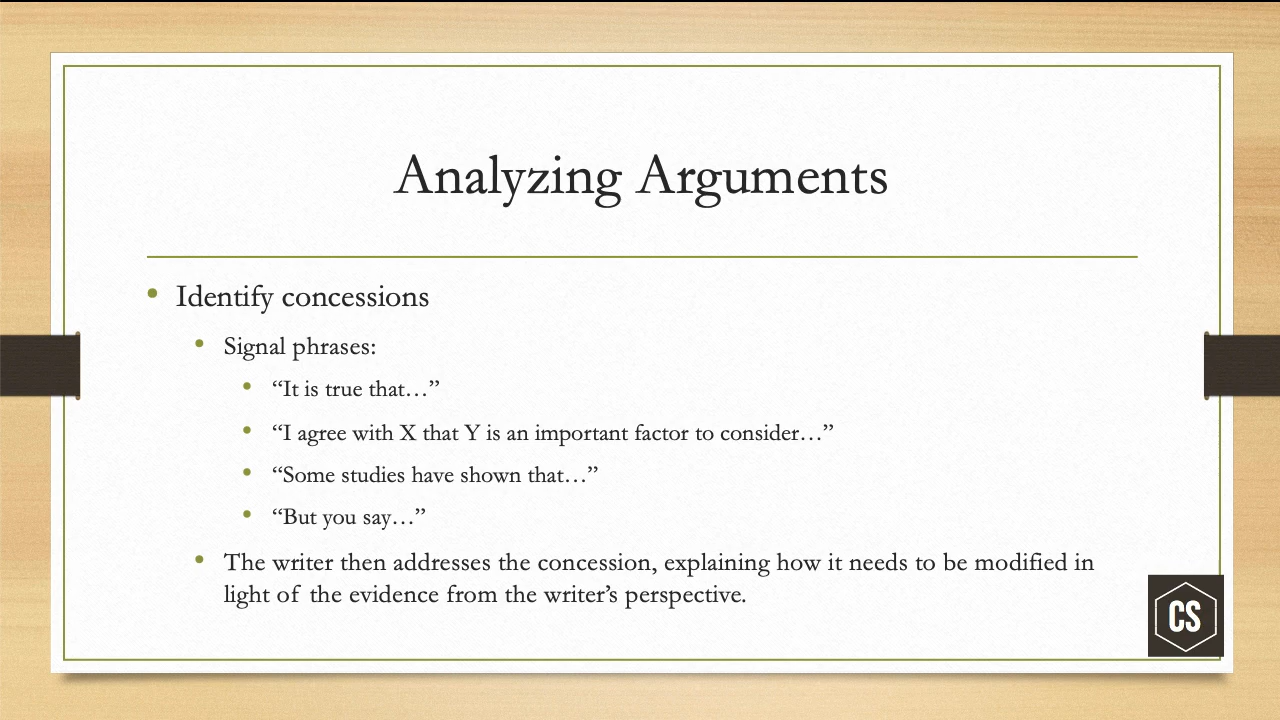 Analyzing Arguments
Identify concessions
Signal phrases:
“It is true that…”
“I agree with X that Y is an important factor to consider…”
“Some studies have shown that…”
“But you say…”
The writer then addresses the concession, explaining how it needs to be modified in
light of the evidence from the writer’s perspective.
CS